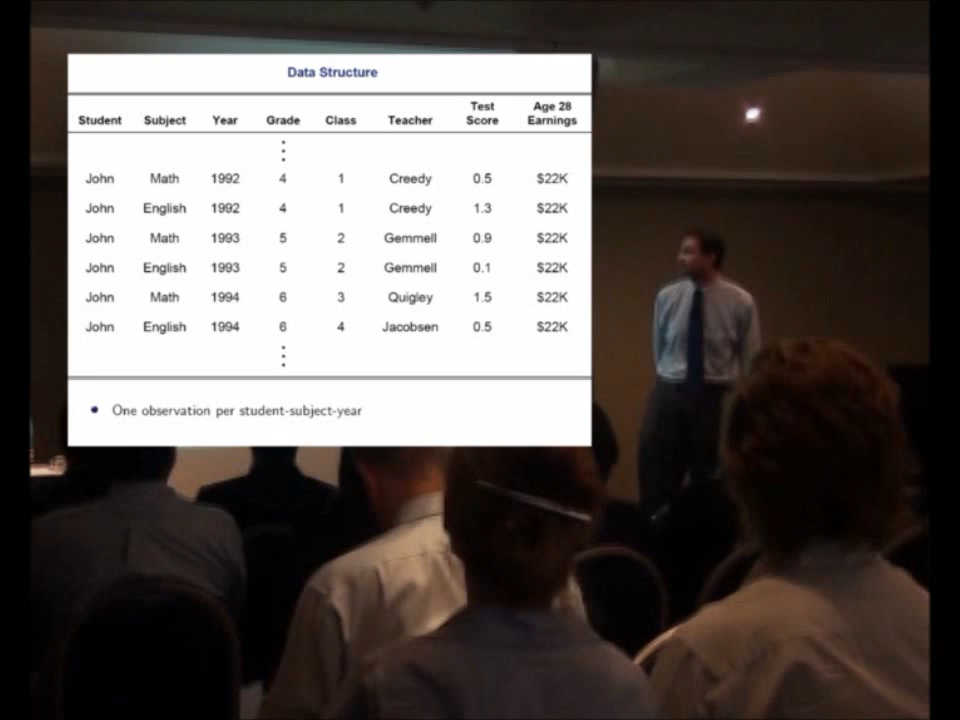 Data Structure
Student Subject Year Grade Class Teacher Test Score Age 28 Earnings
⋮
John Math 1992 4 1 Creedy 0.5 $22K
John English 1992 4 1 Creedy 1.3 $22K
John Math 1993 5 2 Gemmell 0.9 $22K
John English 1993 5 2 Gemmell 0.1 $22K
John Math 1994 6 3 Quigley 1.5 $22K
John English 1994 6 4 Jacobsen 0.5 $22K
⋮
• One observation per student-subject-year